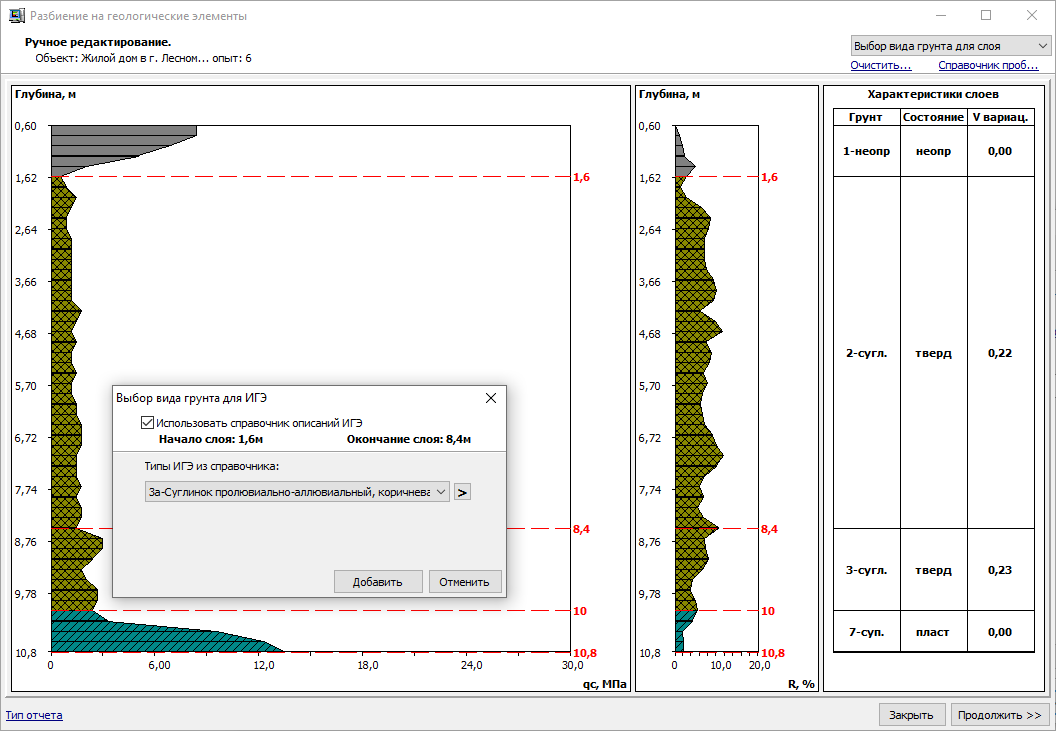 Разбиение на геологические элементы
Ручное редактирование.
Объект: Жилой дом в г. Лесном... опыт: 6
Выбор вида грунта для слоя
Очистить...
Справочник проб...
Глубина, м
0,60
1,62
2,64
3,66
4,68
5,70
6,72
7,74
8,76
9,78
10,8
1,6
8,4
10
10,8
0
6,00
12,0
18,0
24,0
30,0
qc, МПа
Глубина, м
0,60
1,62
2,64
3,66
4,68
5,70
6,72
7,74
8,76
9,78
10,8
1,6
8,4
10
10,8
0
10,0
20,0
R, %
Характеристики слоев
Грунт Состояние V вариац.
1-неопр неопр 0,00
2-сугл. тверд 0,22
3-сугл. тверд 0,23
7-суп. пласт 0,00
Выбор вида грунта для ИГЭ
Использовать справочник описаний ИГЭ
Начало слоя: 1,6м Окончание слоя: 8,4м
Типы ИГЭ из справочника:
3а-Суглинок пролювиально-аллювиальный, коричнева
>
Добавить
Отменить
Тип отчета
Закрыть
Продолжить >>